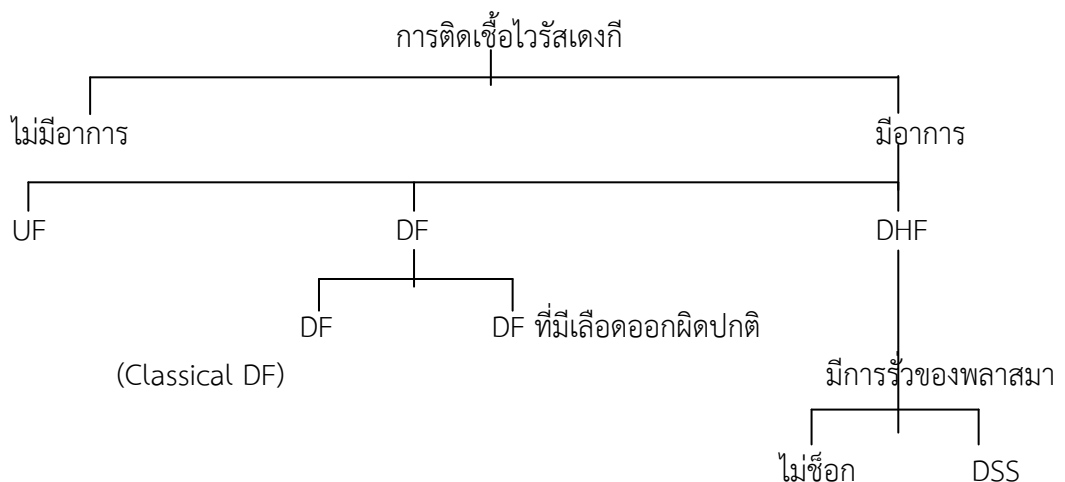 การติดเชื้อไวรัสเดงกี
ไม่มีอาการ มีอาการ
UF DF DHF
DF DF ที่มีเลือดออกผิดปกติ
(Classical DF) มีการรั่วของพลาสมา
ไม่ช็อก DSS